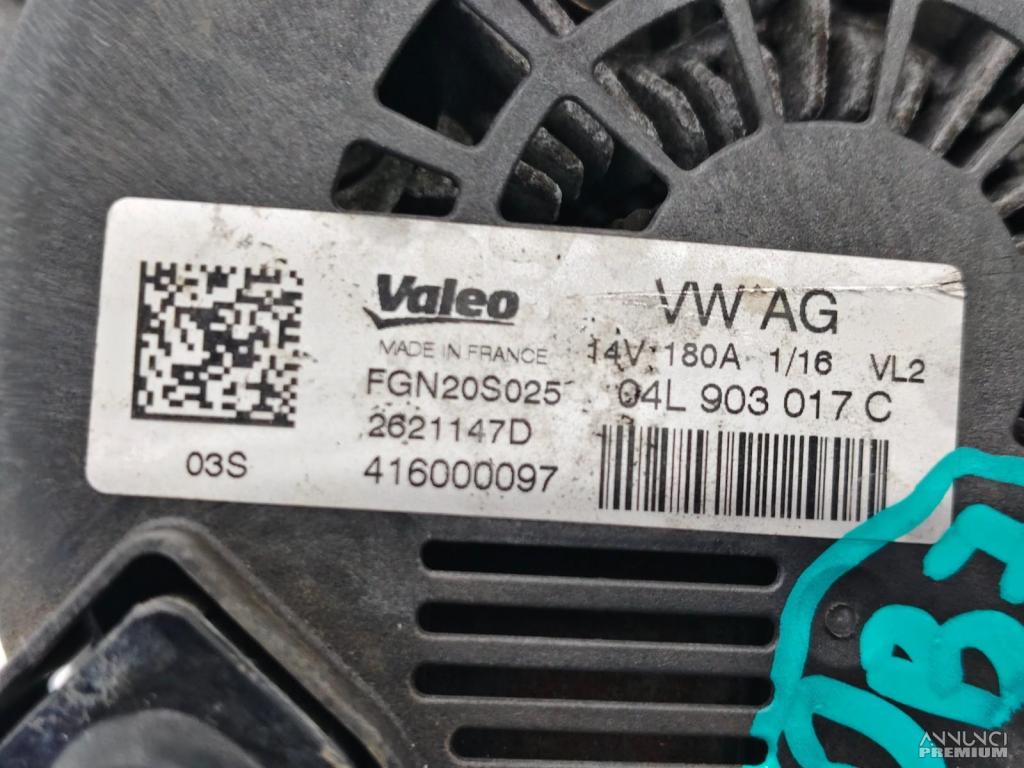 Valeo
MADE IN FRANCE
FGN20S025
2621147D
416000097
03S
VW AG
14V 180A 1/16 VL2
04L 903 017 C
ANNUNCI
PREMIUM